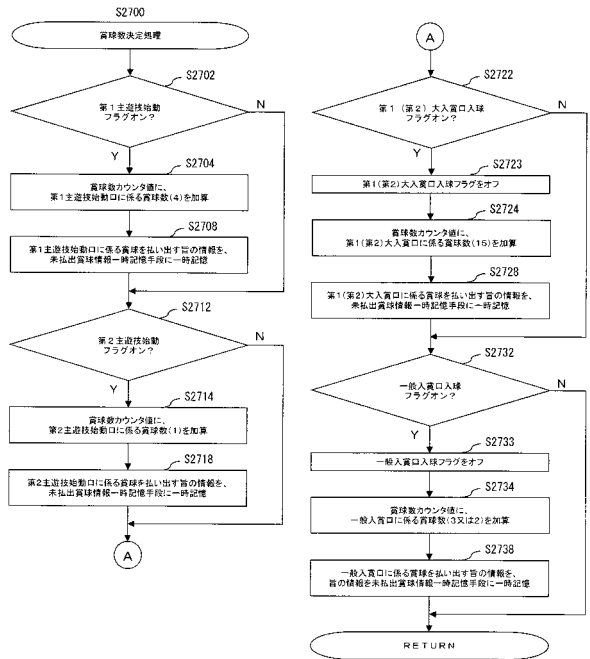 S2700
賞球数決定処理
S2702
第1主遊技始動
フラグオン?
N
Y
S2704
賞球数カウンタ値に、
第1主遊技始動口に係る賞球数(4)を加算
S2708
第1主遊技始動口に係る賞球を払い出す旨の情報を、
未払出賞球情報一時記憶手段に一時記憶
S2712
第2主遊技始動
フラグオン?
N
Y
S2714
賞球数カウンタ値に、
第2主遊技始動口に係る賞球数(1)を加算
S2718
第2主遊技始動口に係る賞球を払い出す旨の情報を、
未払出賞球情報一時記憶手段に一時記憶
A
A
S2722
第1(第2)大入賞口入球
フラグオン?
N
Y
S2723
第1(第2)大入賞口入球フラグをオフ
S2724
賞球数カウンタ値に、
第1(第2)大入賞口に係る賞球数(15)を加算
S2728
第1(第2)大入賞口に係る賞球を払い出す旨の情報を、
未払出賞球情報一時記憶手段に一時記憶
S2732
一般入賞口入球
フラグオン?
N
Y
S2733
一般入賞口入球フラグをオフ
S2734
賞球数カウンタ値に、
一般入賞口に係る賞球数(3又は2)を加算
S2738
一般入賞口に係る賞球を払い出す旨の情報を、
旨の情報を未払出賞球情報一時記憶手段に一時記憶
RETURN